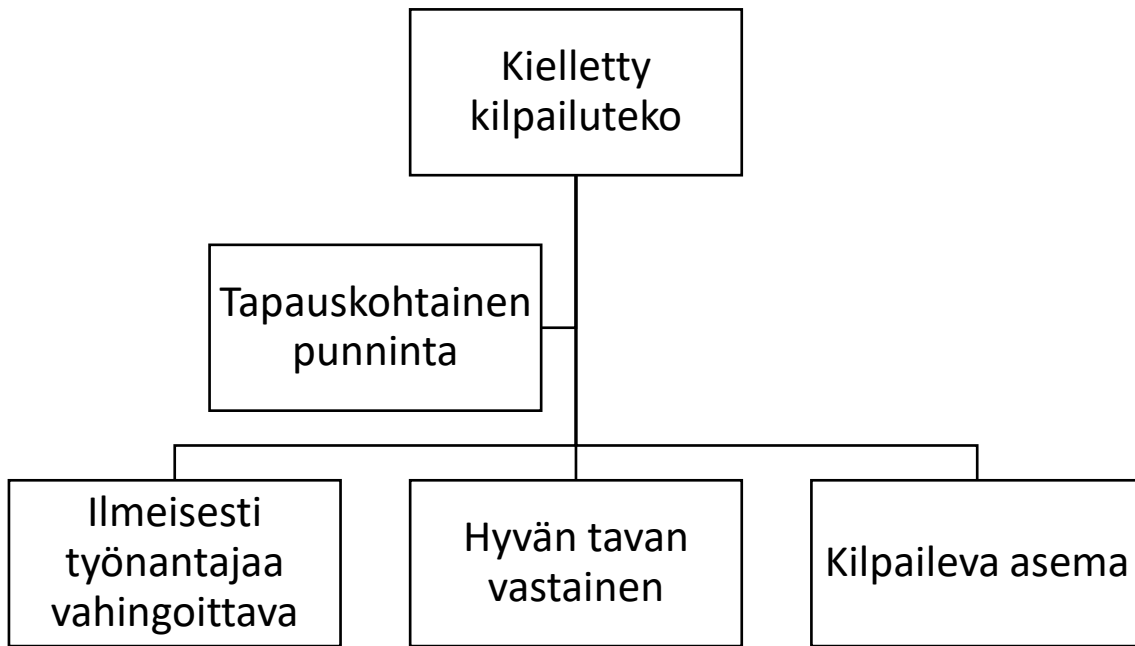 Kielletty
kilpailuteko
Tapauskohtainen
punninta
Ilmeisesti
työnantajaa
vahingoittava
Hyvän tavan
vastainen
Kilpaileva asema